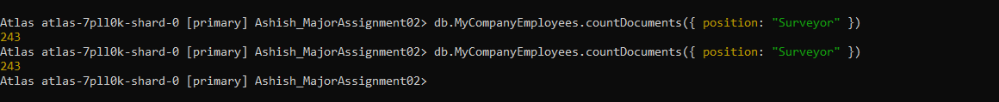 Atlas atlas-7pll0k-shard-0 [primary] Ashish_MajorAssignment02> db.MyCompanyEmployees.countDocuments({ position: "Surveyor" })
243
Atlas atlas-7pll0k-shard-0 [primary] Ashish_MajorAssignment02> db.MyCompanyEmployees.countDocuments({ position: "Surveyor" })
243
Atlas atlas-7pll0k-shard-0 [primary] Ashish_MajorAssignment02>